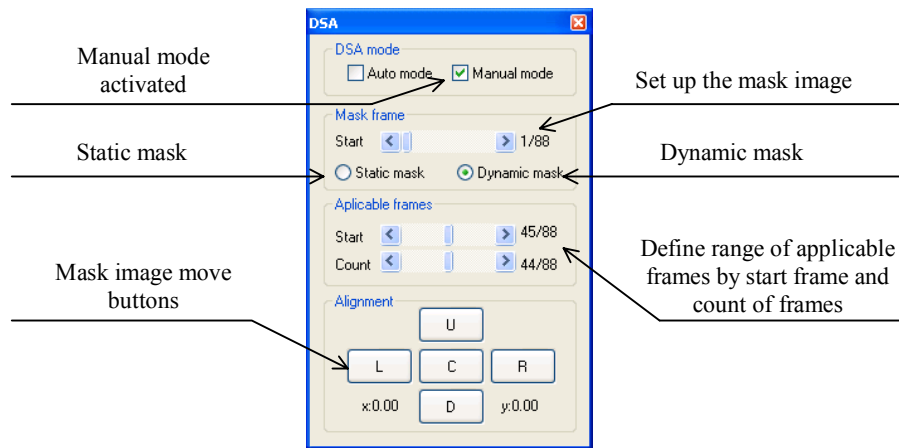 DSA
DSA mode
Auto mode
Manual mode
Manual mode
activated
Set up the mask image
Mask frame
Start
1/88
Static mask
Static mask
Dynamic mask
Dynamic mask
Aplicable frames
Start
45/88
Count
44/88
Define range of applicable
frames by start frame and
count of frames
Mask image move
buttons
Alignment
U
L
C
R
x:0.00
D
y:0.00